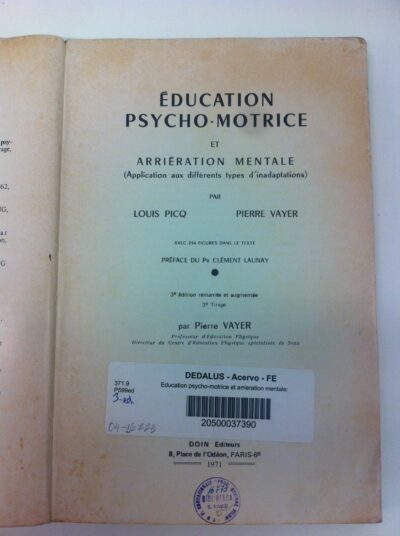 ÉDUCATION
PSYCHO-MOTRICE
ET
ARRIÉRATION MENTALE
(Application aux différents types d'inadaptations)
PAR
LOUIS PICQ PIERRE VAYER
AVEC 254 FIGURES DANS LE TEXTE
PRÉFACE DU Pr CLÉMENT LAUNAY
3e édition remaniée et augmentée
3e Tirage
par Pierre VAYER
Professeur d'Éducation Physique
Directeur du Centre d'Éducation Physique spécialisée de Sens
DEDALUS - Acervo - FE
Education psycho-motrice et arrieration mentale:
20500037390
371.9
P599ed
3.ed
DOIN Editeurs
8, Place de l'Odéon, PARIS-6e
1971